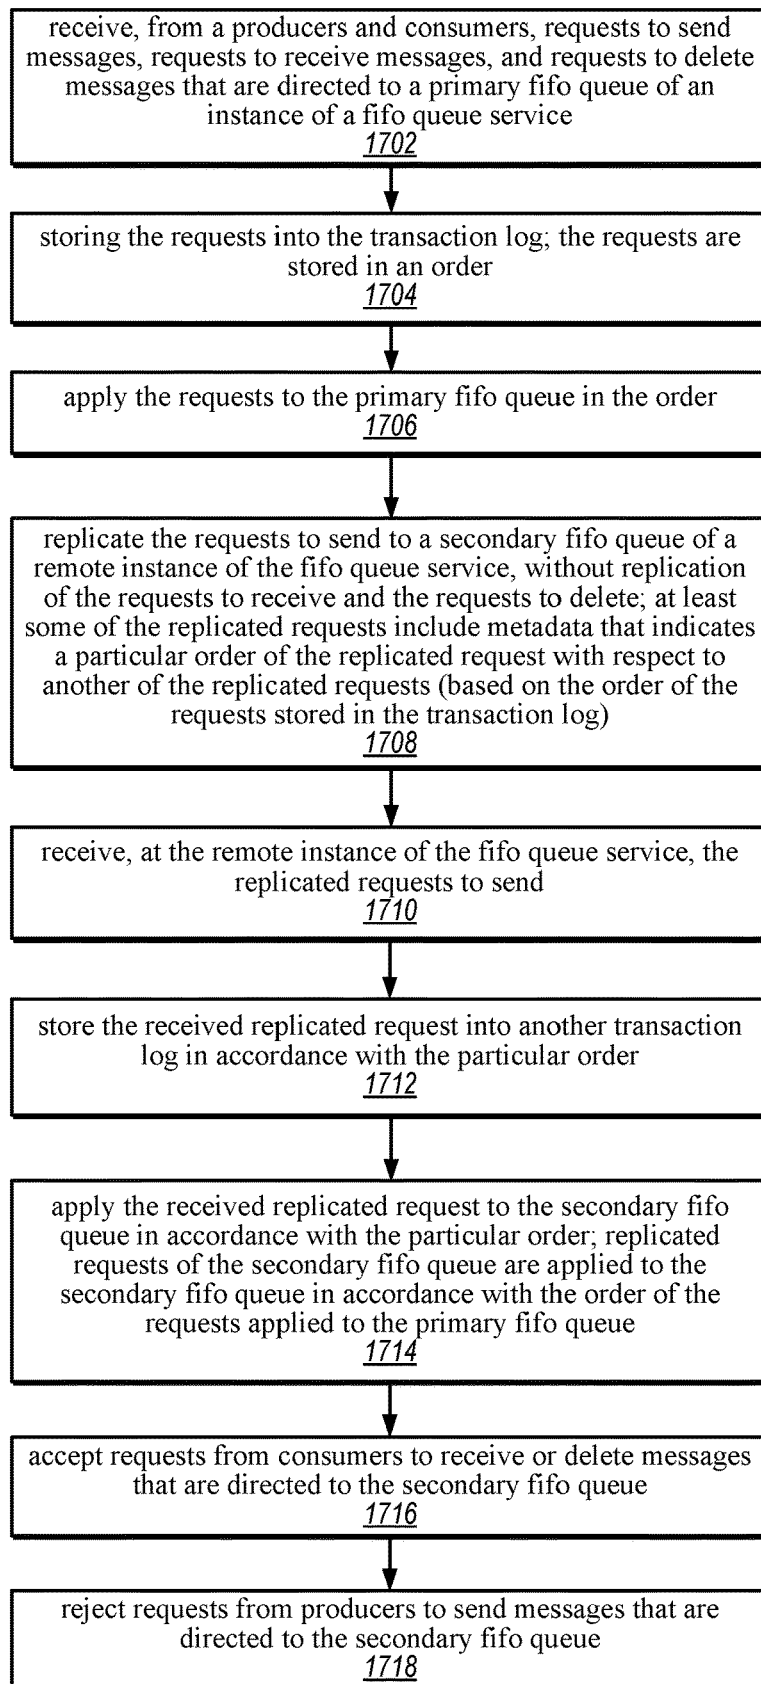 receive, from a producers and consumers, requests to send
messages, requests to receive messages, and requests to delete
messages that are directed to a primary fifo queue of an
instance of a fifo queue service
1702
storing the requests into the transaction log; the requests are
stored in an order
1704
apply the requests to the primary fifo queue in the order
1706
replicate the requests to send to a secondary fifo queue of a
remote instance of the fifo queue service, without replication
of the requests to receive and the requests to delete; at least
some of the replicated requests include metadata that indicates
a particular order of the replicated request with respect to
another of the replicated requests (based on the order of the
requests stored in the transaction log)
1708
receive, at the remote instance of the fifo queue service, the
replicated requests to send
1710
store the received replicated request into another transaction
log in accordance with the particular order
1712
apply the received replicated request to the secondary fifo
queue in accordance with the particular order; replicated
requests of the secondary fifo queue are applied to the
secondary fifo queue in accordance with the order of the
requests applied to the primary fifo queue
1714
accept requests from consumers to receive or delete messages
that are directed to the secondary fifo queue
1716
reject requests from producers to send messages that are
directed to the secondary fifo queue
1718